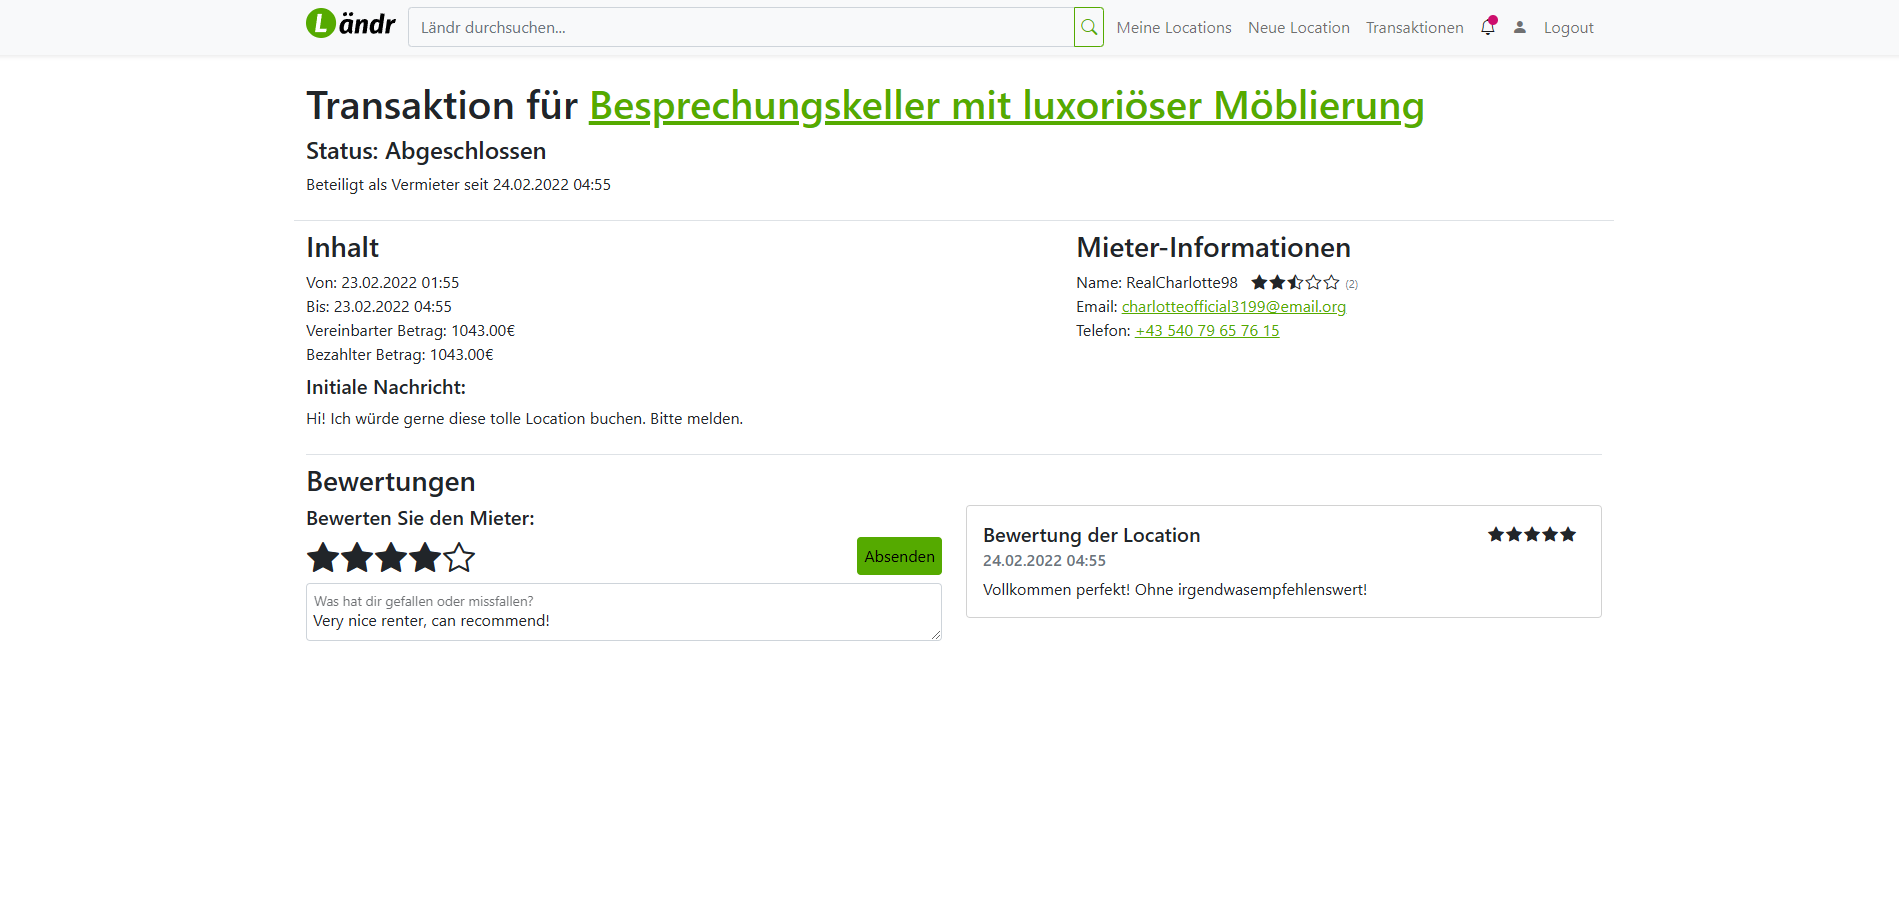 Ländr
Ländr durchsuchen...
Meine Locations
Neue Location
Transaktionen
Logout
Transaktion für Besprechungskeller mit luxoriöser Möblierung
Status: Abgeschlossen
Beteiligt als Vermieter seit 24.02.2022 04:55
Inhalt
Von: 23.02.2022 01:55
Bis: 23.02.2022 04:55
Vereinbarter Betrag: 1043.00€
Bezahlter Betrag: 1043.00€
Initiale Nachricht:
Hi! Ich würde gerne diese tolle Location buchen. Bitte melden.
Mieter-Informationen
Name: RealCharlotte98 (2)
Email: charlotteofficial3199@email.org
Telefon: +43 540 79 65 76 15
Bewertungen
Bewerten Sie den Mieter:
Absenden
Was hat dir gefallen oder missfallen?
Very nice renter, can recommend!
Bewertung der Location
24.02.2022 04:55
Vollkommen perfekt! Ohne irgendwasempfehlenswert!